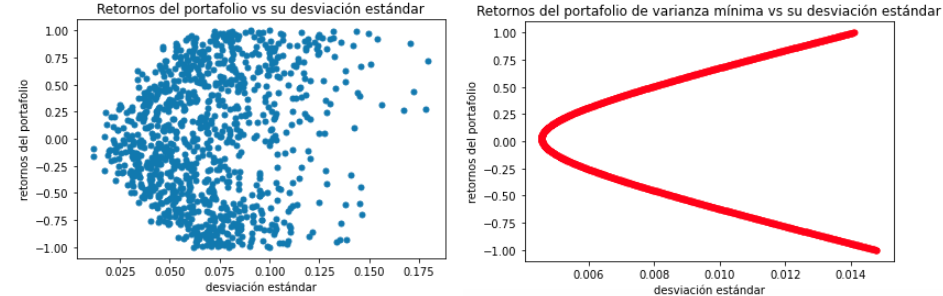 Retornos del portafolio vs su desviación estándar
1.00
0.75
0.50
0.25
0.00
−0.25
−0.50
−0.75
−1.00
retornos del portafolio
0.025 0.050 0.075 0.100 0.125 0.150 0.175
desviación estándar
Retornos del portafolio de varianza mínima vs su desviación estándar
1.00
0.75
0.50
0.25
0.00
−0.25
−0.50
−0.75
−1.00
retornos del portafolio
0.006 0.008 0.010 0.012 0.014
desviación estándar